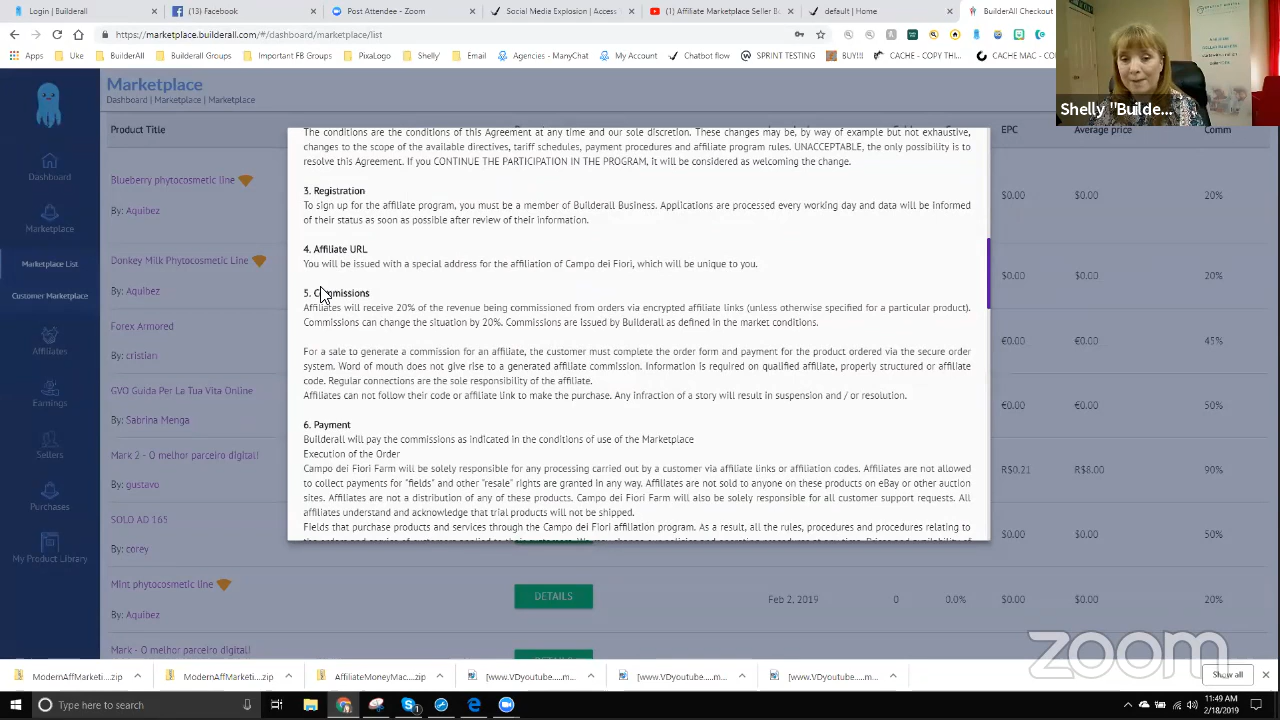 (13) Facebook
Post Attendee - Zoom
Social Media Explosion | Access
(1) Affiliate Marketplace Seller B
default | Home
Builderall Checkout
https://marketplace.builderall.com/#/dashboard/marketplace/list
Apps
Uke
BuilderAll
Builderall Groups
Important FB Groups
PixaLogo
Shelly
Email
Agencies - ManyChat
My Account
Chatbot flow
SPRINT TESTING
BUY!!!
CACHE - COPY THI...
CACHE - COP
Shelly "Builde...
Marketplace
Dashboard | Marketplace | Marketplace
Product Title
EPC
Average price
Comm
Dashboard
Marketplace
Marketplace List
Customer Marketplace
Affiliates
Earnings
Sellers
Purchases
My Product Library
Blueberry phytocosmetic line
By: Aquibez
$0.00
$0.00
20%
Donkey Milk Phytocosmetic Line
By: Aquibez
$0.00
$0.00
20%
Forex Armored
By: cristian
€0.00
€0.00
45%
GVO Guida Per La Tua Vita Online
By: Sabrina Menga
€0.00
€0.00
50%
Mark 2 - O melhor parceiro digital!
By: gustavo
R$0.21
R$8.00
90%
SOLO AD 165
By: corey
$0.00
$0.00
50%
Mint phytocosmetic line
By: Aquibez
DETAILS
Feb 2, 2019
0
0.0%
$0.00
$0.00
20%
Mark - O melhor parceiro digital!
The conditions are the conditions of this Agreement at any time and our sole discretion. These changes may be, by way of example but not exhaustive,
changes to the scope of the available directives, tariff schedules, payment procedures and affiliate program rules. UNACCEPTABLE, the only possibility is to
resolve this Agreement. If you CONTINUE THE PARTICIPATION IN THE PROGRAM, it will be considered as welcoming the change.
3. Registration
To sign up for the affiliate program, you must be a member of Builderall Business. Applications are processed every working day and data will be informed
of their status as soon as possible after review of their information.
4. Affiliate URL
You will be issued with a special address for the affiliation of Campo dei Fiori, which will be unique to you.
5. Commissions
Affiliates will receive 20% of the revenue being commissioned from orders via encrypted affiliate links (unless otherwise specified for a particular product).
Commissions can change the situation by 20%. Commissions are issued by Builderall as defined in the market conditions.
For a sale to generate a commission for an affiliate, the customer must complete the order form and payment for the product ordered via the secure order
system. Word of mouth does not give rise to a generated affiliate commission. Information is required on qualified affiliate, properly structured or affiliate
code. Regular connections are the sole responsibility of the affiliate.
Affiliates can not follow their code or affiliate link to make the purchase. Any infraction of a story will result in suspension and / or resolution.
6. Payment
Builderall will pay the commissions as indicated in the conditions of use of the Marketplace
Execution of the Order
Campo dei Fiori Farm will be solely responsible for any processing carried out by a customer via affiliate links or affiliation codes. Affiliates are not allowed
to collect payments for "fields" and other "resale" rights are granted in any way. Affiliates are not sold to anyone on these products on eBay or other auction
sites. Affiliates are not a distribution of any of these products. Campo dei Fiori Farm will also be solely responsible for all customer support requests. All
affiliates understand and acknowledge that trial products will not be shipped.
Fields that purchase products and services through the Campo dei Fiori affiliation program. As a result, all the rules, procedures and procedures relating to
zoom
ModernAffMarketi....zip
ModernAffMarketi....zip
AffiliateMoneyMac....zip
[www.VDyoutube....m...
[www.VDyoutube....m...
[www.VDyoutube....m...
Show all
Type here to search
11:49 AM
2/18/2019